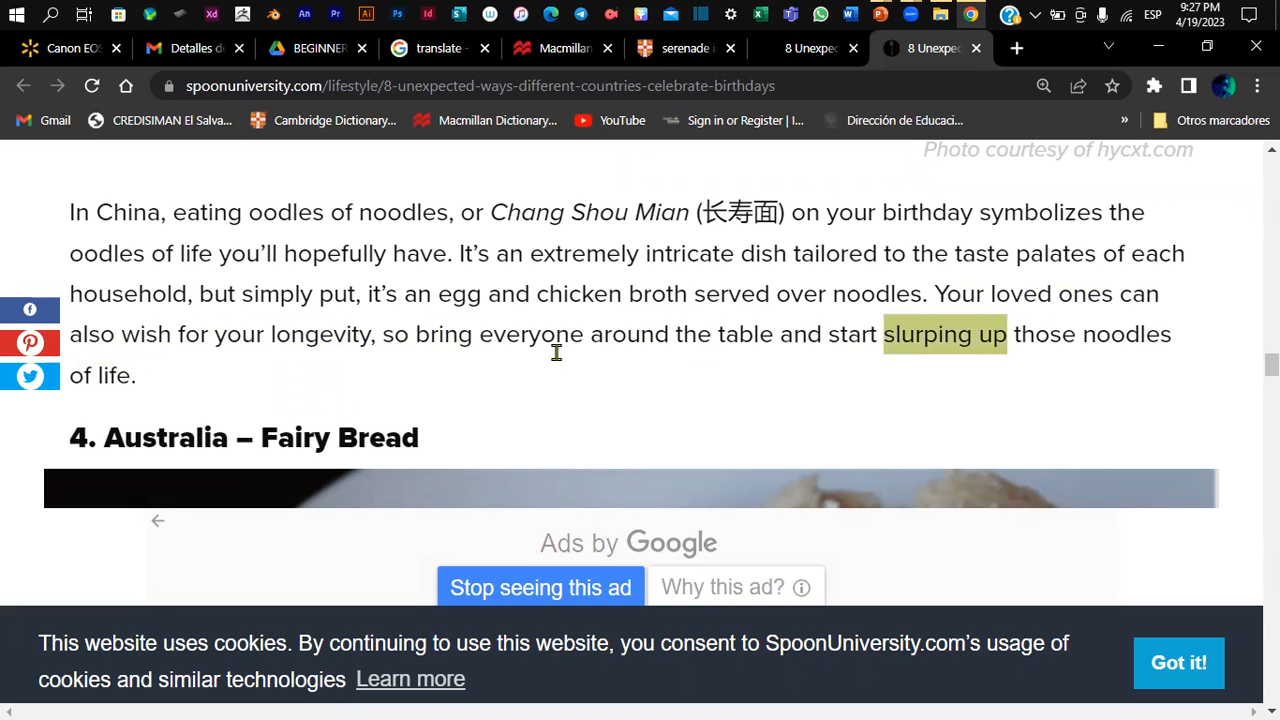 9:27 PM
ESP
4/19/2023
Xd
An
Pr
Ai
Ps
Id
Canon EOS
Detalles de
BEGINNER
translate -
Macmillan
serenade i
8 Unexpec
8 Unexpec
spoonuniversity.com/lifestyle/8-unexpected-ways-different-countries-celebrate-birthdays
Gmail
CREDISIMAN El Salva...
Cambridge Dictionary...
Macmillan Dictionary...
YouTube
Sign in or Register | I...
Dirección de Educaci...
»
Otros marcadores
Photo courtesy of hycxt.com
In China, eating oodles of noodles, or Chang Shou Mian (长寿面) on your birthday symbolizes the
oodles of life you'll hopefully have. It's an extremely intricate dish tailored to the taste palates of each
household, but simply put, it's an egg and chicken broth served over noodles. Your loved ones can
also wish for your longevity, so bring everyone around the table and start slurping up those noodles
of life.
4. Australia – Fairy Bread
Ads by Google
Stop seeing this ad
Why this ad?
This website uses cookies. By continuing to use this website, you consent to SpoonUniversity.com's usage of
cookies and similar technologies Learn more
Got it!